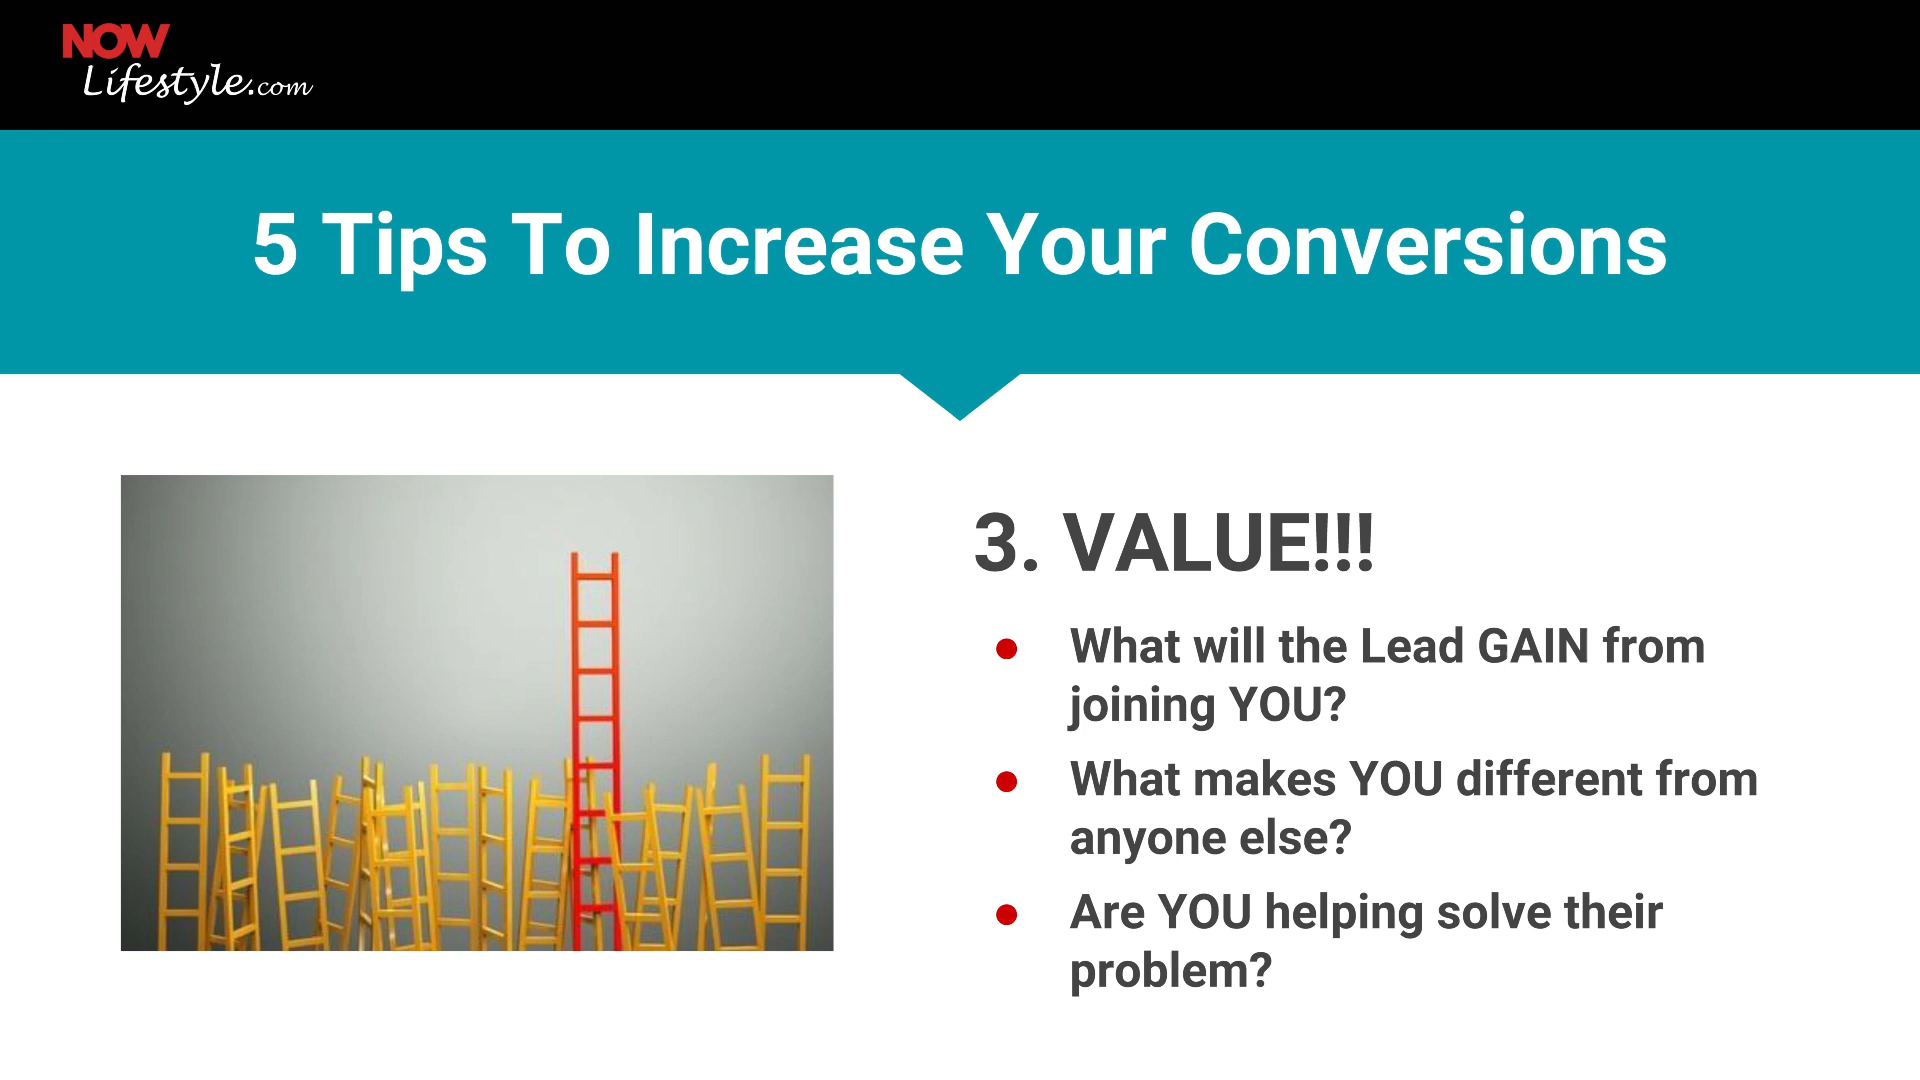 NOW
Lifestyle.com
5 Tips To Increase Your Conversions
3. VALUE!!!
● What will the Lead GAIN from
joining YOU?
● What makes YOU different from
anyone else?
● Are YOU helping solve their
problem?